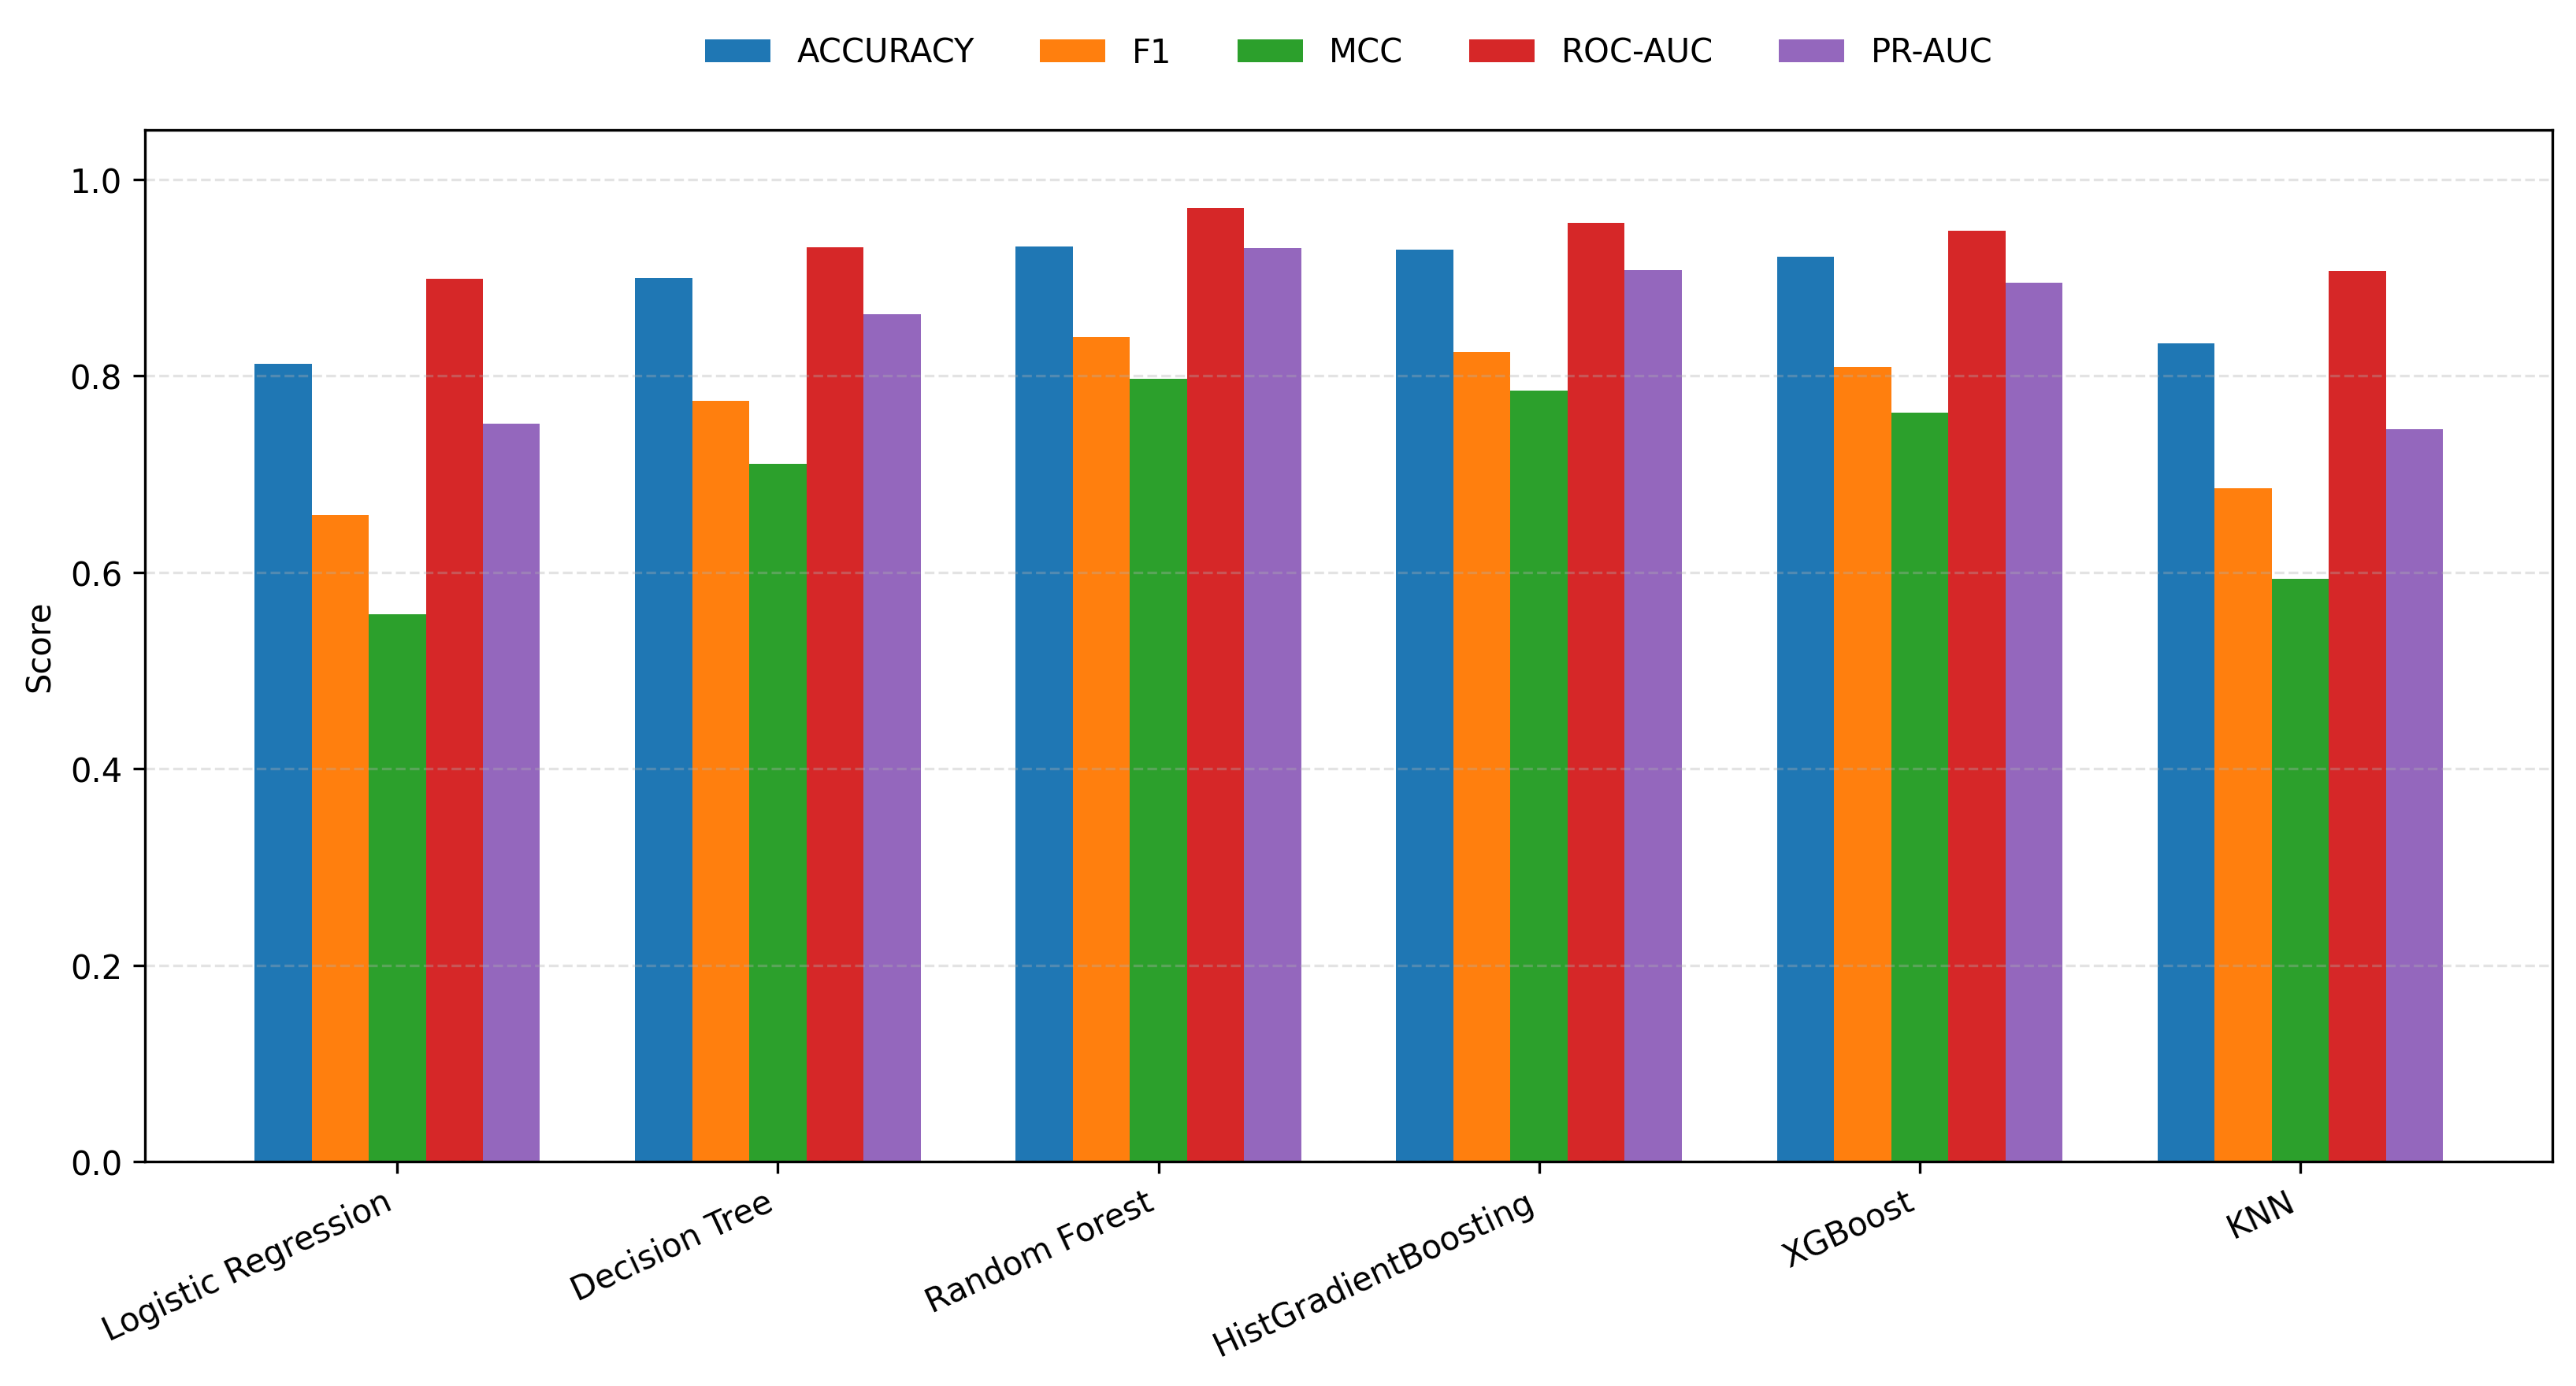 ACCURACY F1 MCC ROC-AUC PR-AUC
1.0
0.8
0.6
0.4
0.2
0.0
Score
Logistic Regression
Decision Tree
Random Forest
HistGradientBoosting
XGBoost
KNN